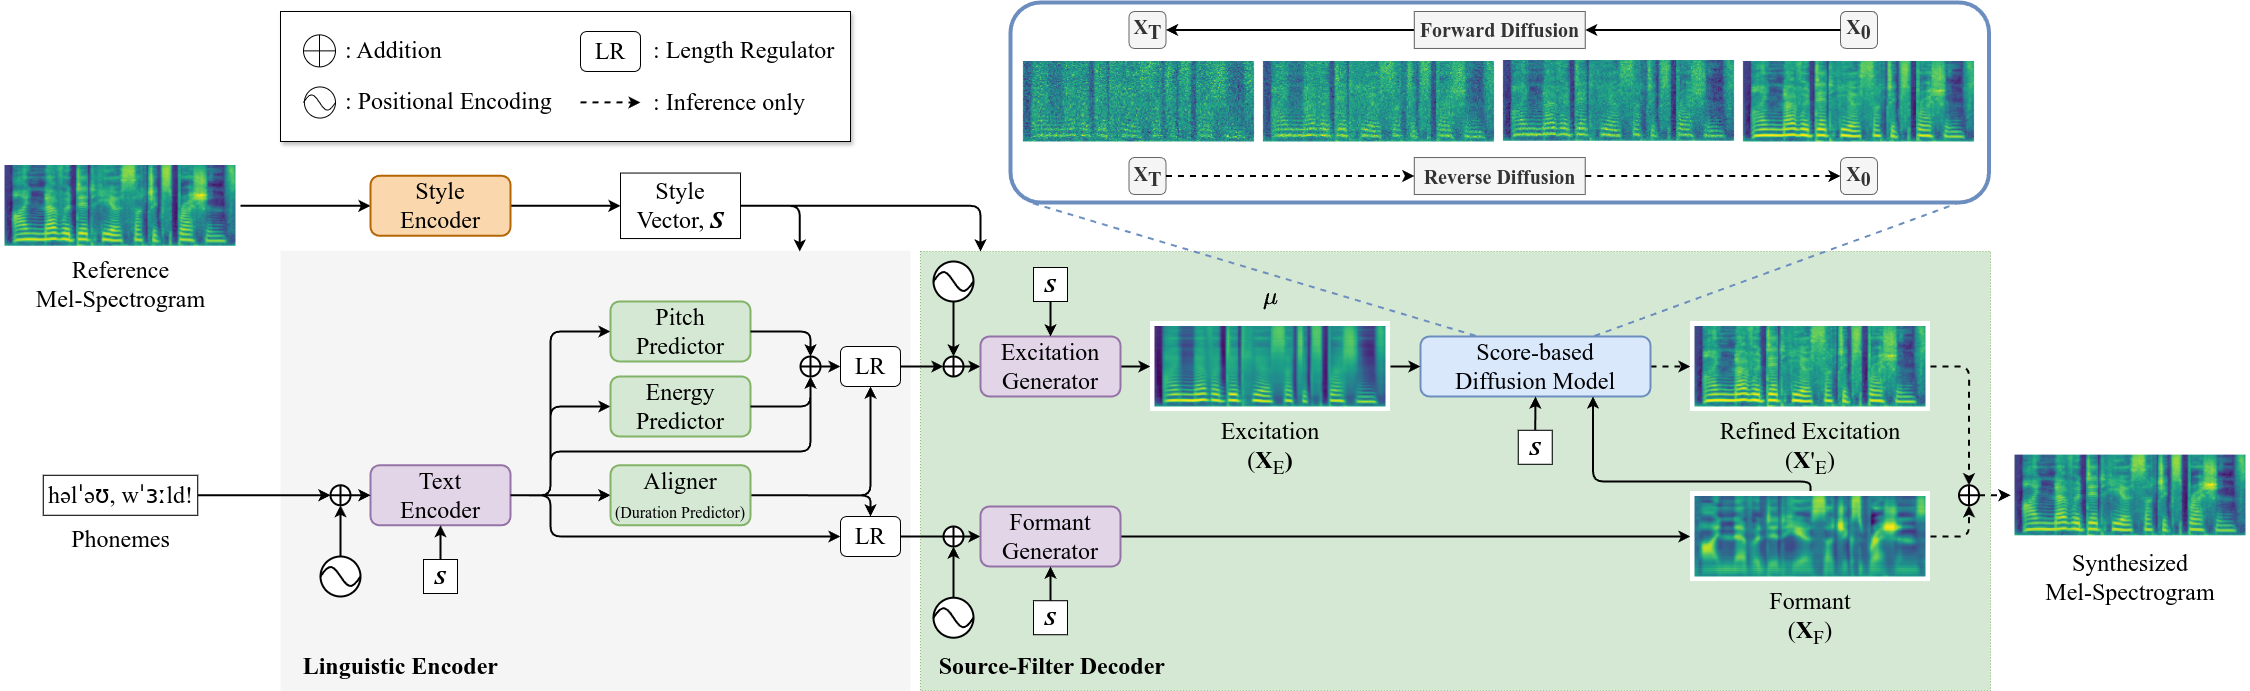 : Addition
LR
: Length Regulator
: Positional Encoding
: Inference only
X_T
Forward Diffusion
X_0
X_T
Reverse Diffusion
X_0
Reference
Mel-Spectrogram
Style
Encoder
Style
Vector, S
Pitch
Predictor
Energy
Predictor
LR
həlˈəʊ, wˈɜːld!
Phonemes
Text
Encoder
S
Aligner
(Duration Predictor)
LR
Linguistic Encoder
S
Excitation
Generator
μ
Excitation
(X_E)
Score-based
Diffusion Model
S
Refined Excitation
(X'_E)
Formant
Generator
S
Formant
(X_F)
Source-Filter Decoder
Synthesized
Mel-Spectrogram